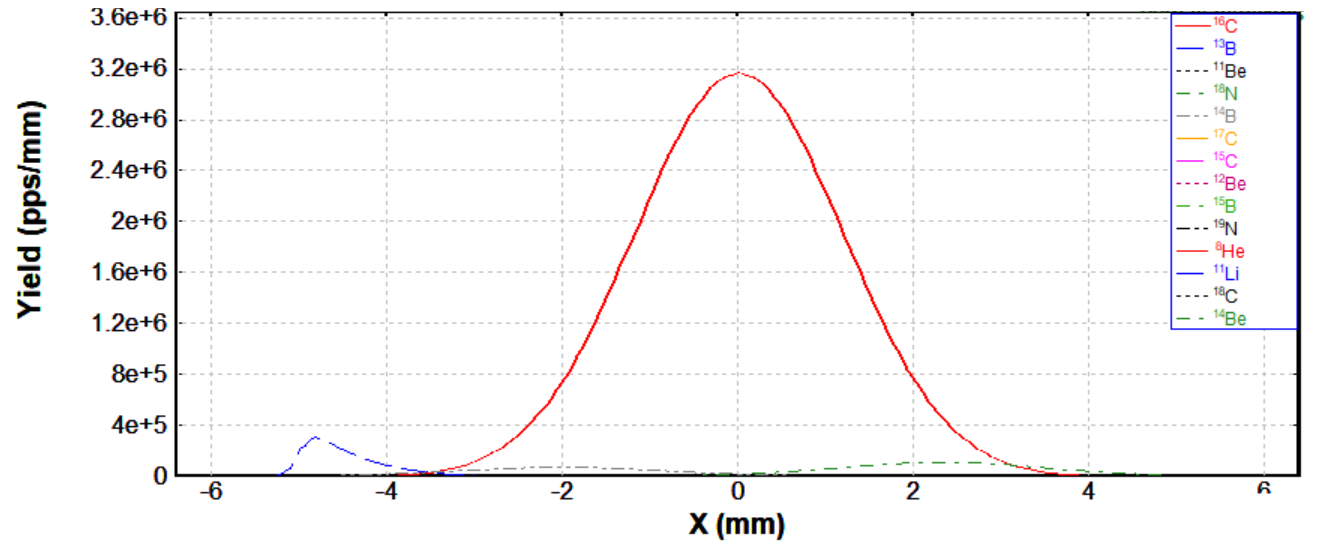 3.6e+6
3.2e+6
2.8e+6
2.4e+6
2e+6
1.6e+6
1.2e+6
8e+5
4e+5
0
Yield (pps/mm)
-6 -4 -2 0 2 4 6
X (mm)
¹⁶C
¹³B
¹¹Be
¹⁸N
¹⁴B
¹⁷C
¹⁵C
¹²Be
¹⁵B
¹⁹N
⁸He
¹¹Li
¹⁸C
¹⁴Be